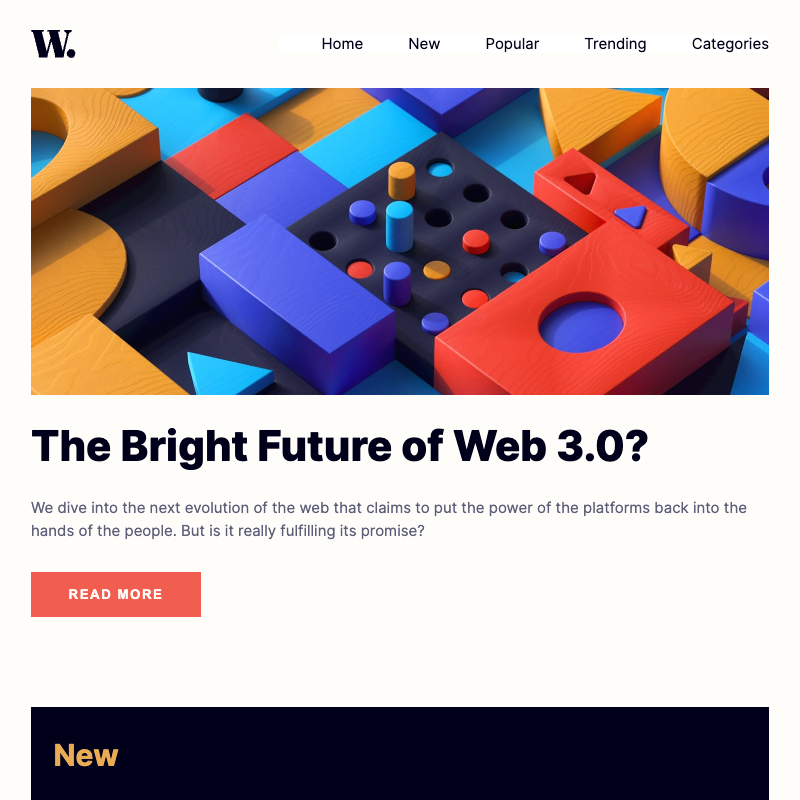 W.
Home New Popular Trending Categories
The Bright Future of Web 3.0?
We dive into the next evolution of the web that claims to put the power of the platforms back into the
hands of the people. But is it really fulfilling its promise?
READ MORE
New